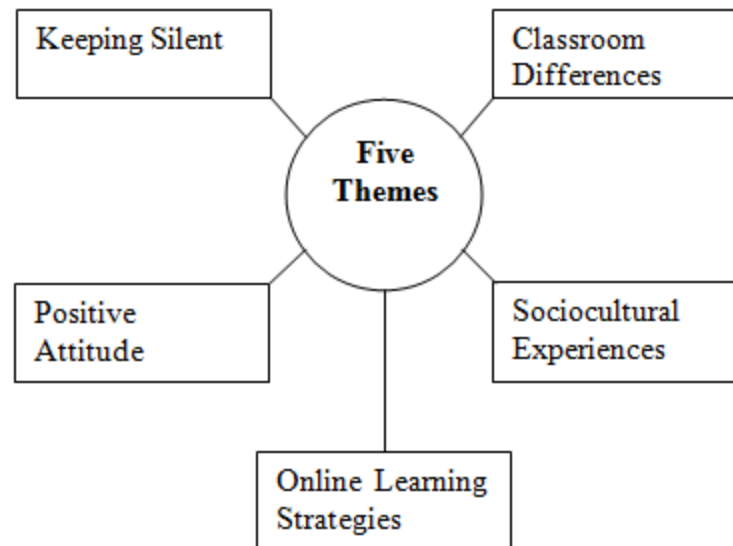 Keeping Silent
Classroom
Differences
Five
Themes
Positive
Attitude
Sociocultural
Experiences
Online Learning
Strategies